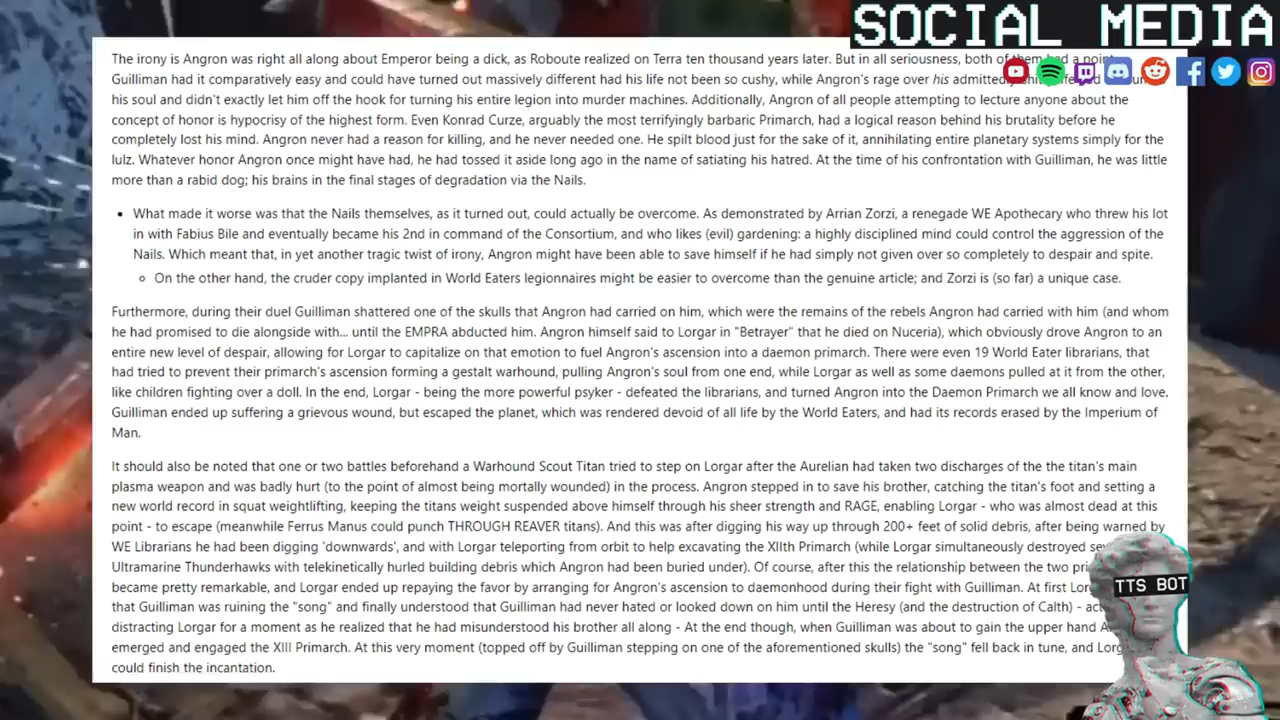 SOCIAL MEDIA
The irony is Angron was right all along about Emperor being a dick, as Roboute realized on Terra ten thousand years later. But in all seriousness, both of them had a point.
Guilliman had it comparatively easy and could have turned out massively different had his life not been so cushy, while Angron's rage over his admittedly
his soul and didn't exactly let him off the hook for turning his entire legion into murder machines. Additionally, Angron of all people attempting to lecture anyone about the
concept of honor is hypocrisy of the highest form. Even Konrad Curze, arguably the most terrifyingly barbaric Primarch, had a logical reason behind his brutality before he
completely lost his mind. Angron never had a reason for killing, and he never needed one. He spilt blood just for the sake of it, annihilating entire planetary systems simply for the
lulz. Whatever honor Angron once might have had, he had tossed it aside long ago in the name of satiating his hatred. At the time of his confrontation with Guilliman, he was little
more than a rabid dog; his brains in the final stages of degradation via the Nails.
• What made it worse was that the Nails themselves, as it turned out, could actually be overcome. As demonstrated by Arrian Zorzi, a renegade WE Apothecary who threw his lot
in with Fabius Bile and eventually became his 2nd in command of the Consortium, and who likes (evil) gardening: a highly disciplined mind could control the aggression of the
Nails. Which meant that, in yet another tragic twist of irony, Angron might have been able to save himself if he had simply not given over so completely to despair and spite.
◦ On the other hand, the cruder copy implanted in World Eaters legionnaires might be easier to overcome than the genuine article; and Zorzi is (so far) a unique case.
Furthermore, during their duel Guilliman shattered one of the skulls that Angron had carried on him, which were the remains of the rebels Angron had carried with him (and whom
he had promised to die alongside with... until the EMPRA abducted him. Angron himself said to Lorgar in "Betrayer" that he died on Nuceria), which obviously drove Angron to an
entire new level of despair, allowing for Lorgar to capitalize on that emotion to fuel Angron's ascension into a daemon primarch. There were even 19 World Eater librarians, that
had tried to prevent their primarch's ascension forming a gestalt warhound, pulling Angron's soul from one end, while Lorgar as well as some daemons pulled at it from the other,
like children fighting over a doll. In the end, Lorgar - being the more powerful psyker - defeated the librarians, and turned Angron into the Daemon Primarch we all know and love.
Guilliman ended up suffering a grievous wound, but escaped the planet, which was rendered devoid of all life by the World Eaters, and had its records erased by the Imperium of
Man.
It should also be noted that one or two battles beforehand a Warhound Scout Titan tried to step on Lorgar after the Aurelian had taken two discharges of the the titan's main
plasma weapon and was badly hurt (to the point of almost being mortally wounded) in the process. Angron stepped in to save his brother, catching the titan's foot and setting a
new world record in squat weightlifting, keeping the titans weight suspended above himself through his sheer strength and RAGE, enabling Lorgar - who was almost dead at this
point - to escape (meanwhile Ferrus Manus could punch THROUGH REAVER titans). And this was after digging his way up through 200+ feet of solid debris, after being warned by
WE Librarians he had been digging 'downwards', and with Lorgar teleporting from orbit to help excavating the XIIth Primarch (while Lorgar simultaneously destroyed
Ultramarine Thunderhawks with telekinetically hurled building debris which Angron had been buried under). Of course, after this the relationship between the two
became pretty remarkable, and Lorgar ended up repaying the favor by arranging for Angron's ascension to daemonhood during their fight with Guilliman. At first
that Guilliman was ruining the "song" and finally understood that Guilliman had never hated or looked down on him until the Heresy (and the destruction of Calth) -
distracting Lorgar for a moment as he realized that he had misunderstood his brother all along - At the end though, when Guilliman was about to gain the upper hand
emerged and engaged the XIII Primarch. At this very moment (topped off by Guilliman stepping on one of the aforementioned skulls) the "song" fell back in tune, and
could finish the incantation.
TTS BOT